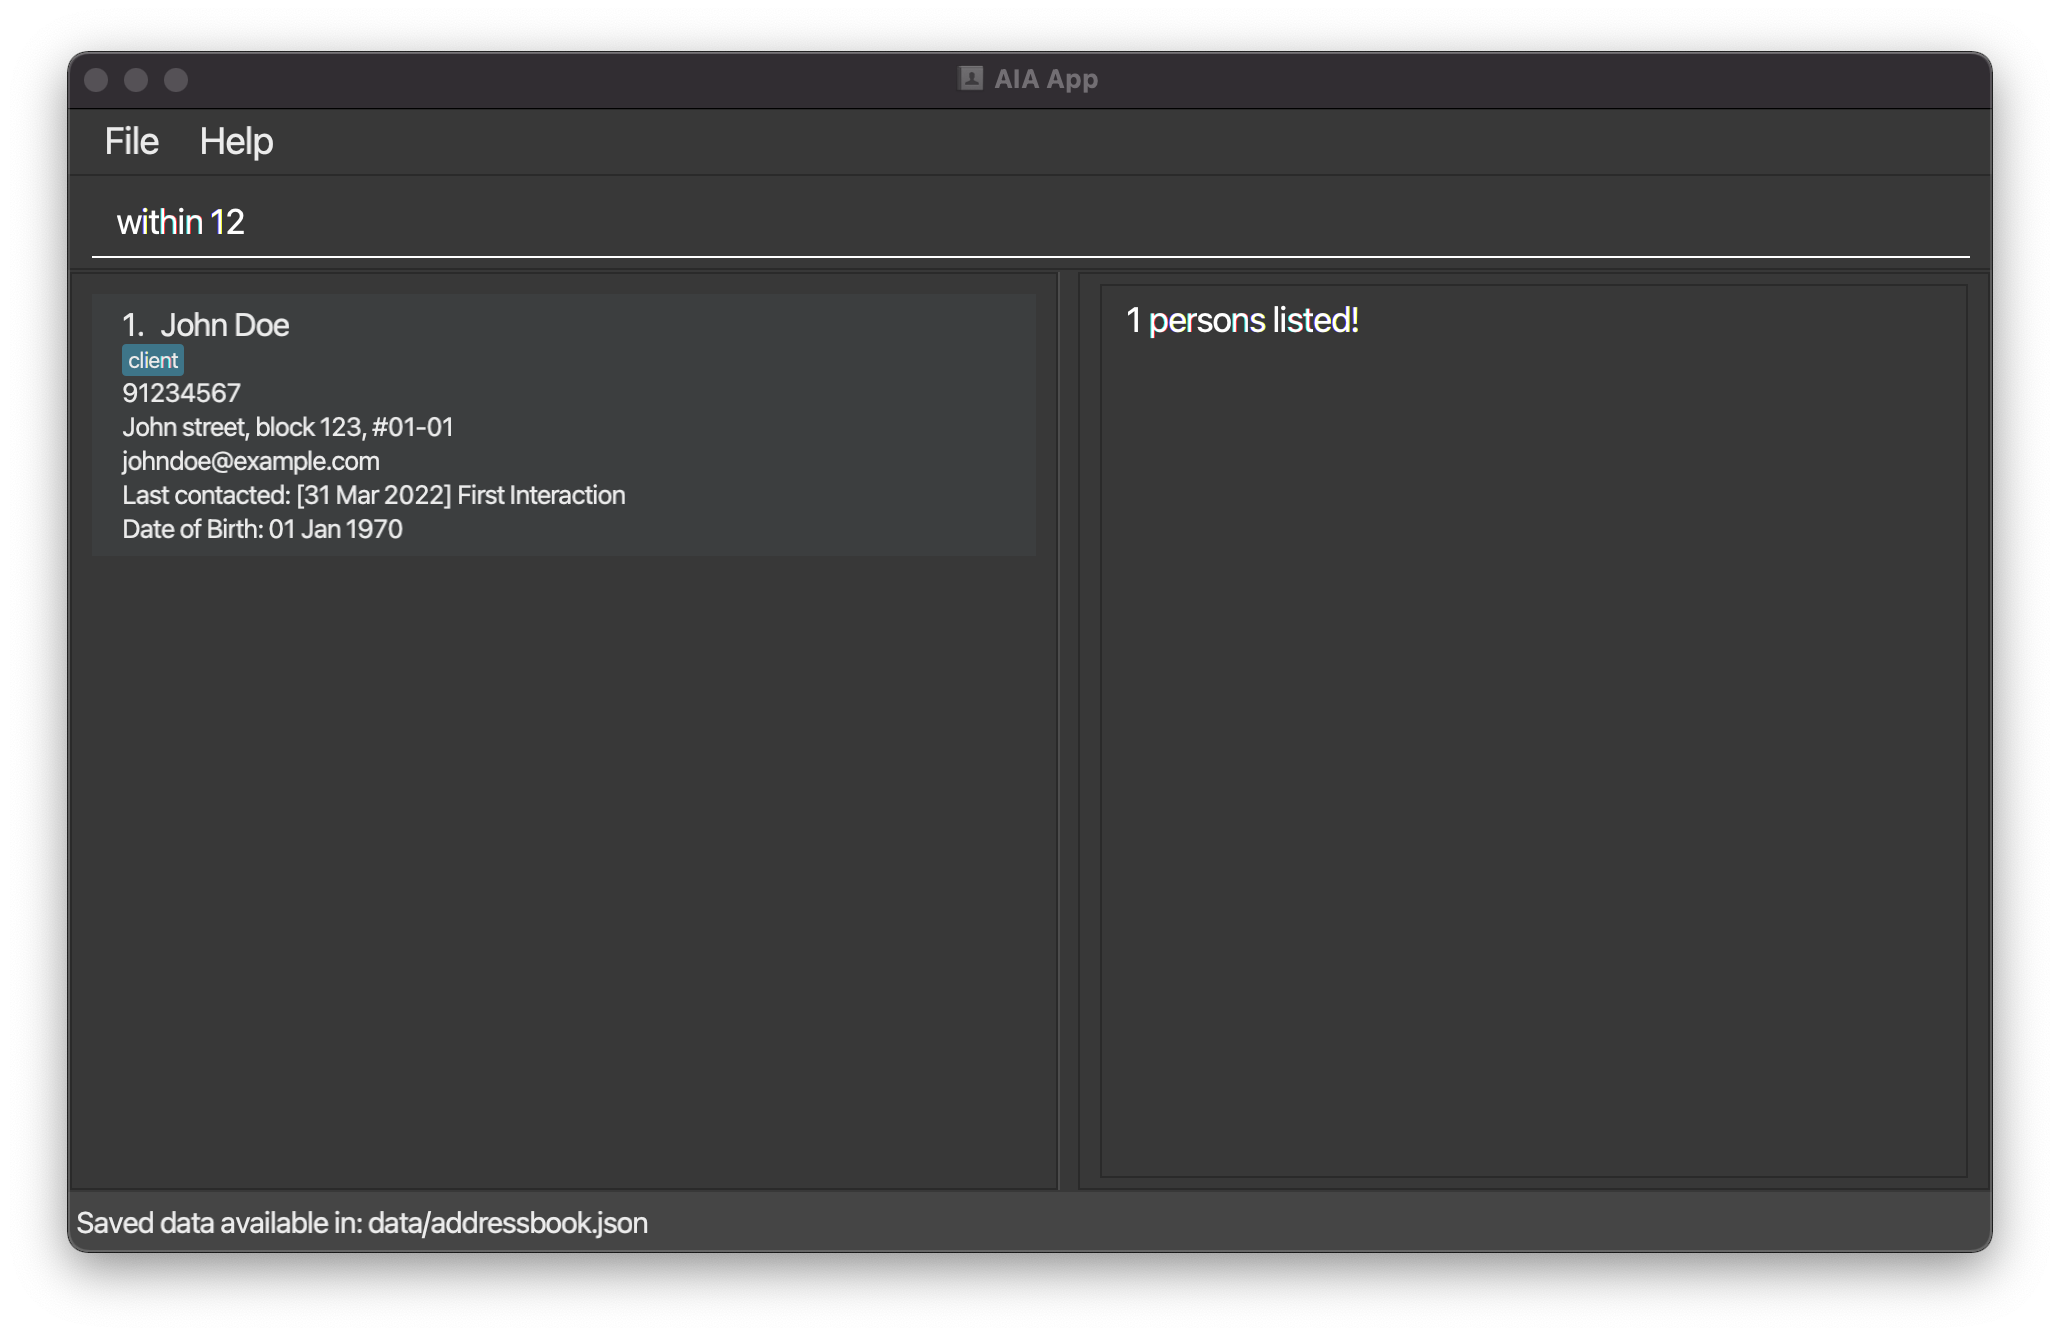 AIA App
File Help
within 12
1. John Doe
client
91234567
John street, block 123, #01-01
johndoe@example.com
Last contacted: [31 Mar 2022] First Interaction
Date of Birth: 01 Jan 1970
1 persons listed!
Saved data available in: data/addressbook.json